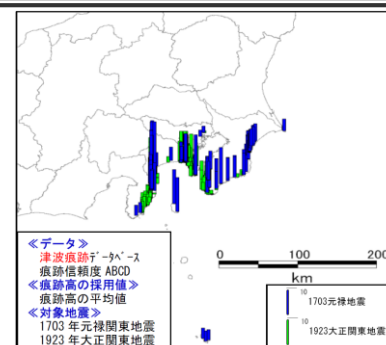 ≪データ≫
津波痕跡データベース
痕跡信頼度 ABCD
≪痕跡高の採用値≫
痕跡高の平均値
≪対象地震≫
1703 年元禄関東地震
1923 年大正関東地震
0 100 200
km
10
1703元禄地震
10
1923大正関東地震